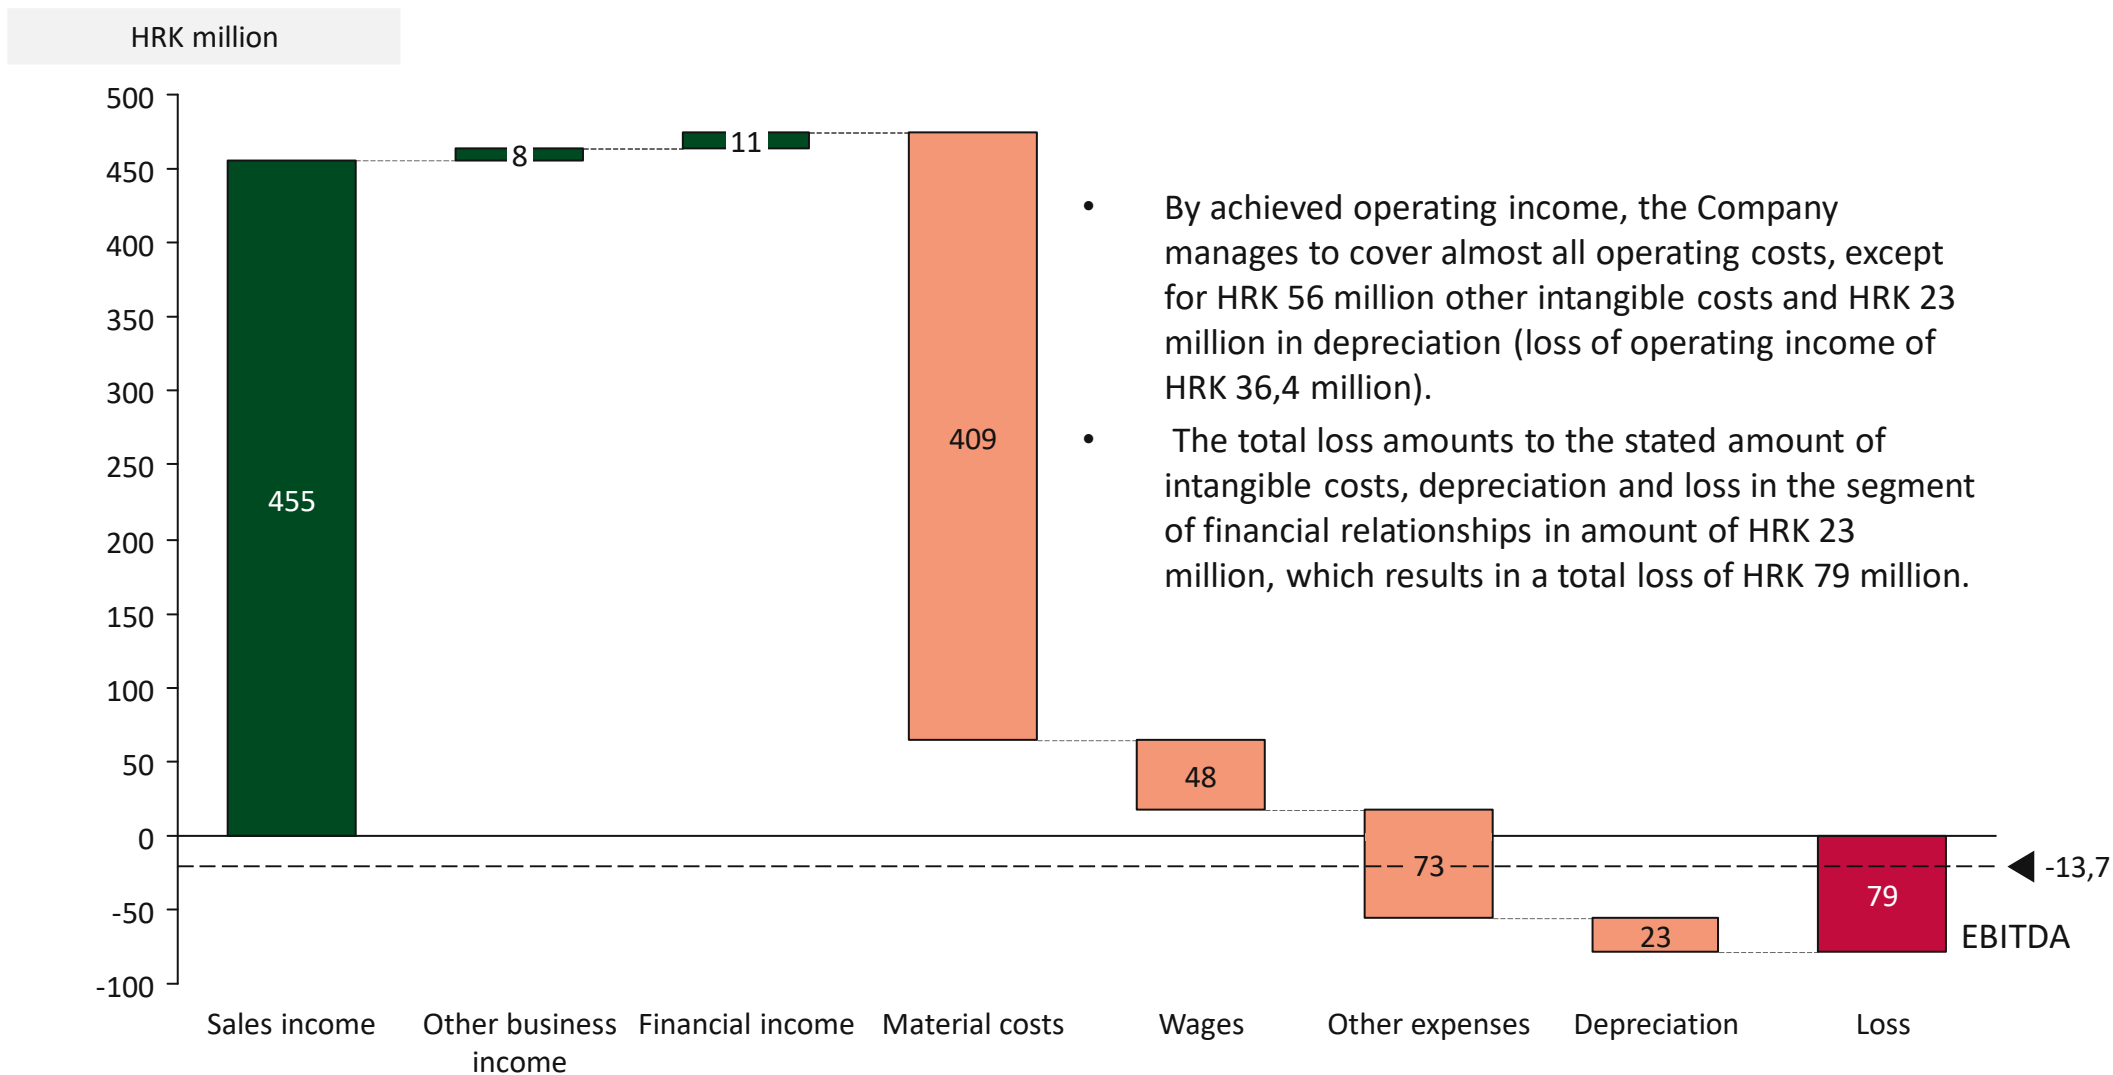 HRK million
500
450
400
350
300
250
200
150
100
50
0
-50
-100
455
8
11
409
48
73
23
79
-13,7
EBITDA
• By achieved operating income, the Company
manages to cover almost all operating costs, except
for HRK 56 million other intangible costs and HRK 23
million in depreciation (loss of operating income of
HRK 36,4 million).
• The total loss amounts to the stated amount of
intangible costs, depreciation and loss in the segment
of financial relationships in amount of HRK 23
million, which results in a total loss of HRK 79 million.
Sales income
Other business
income
Financial income
Material costs
Wages
Other expenses
Depreciation
Loss